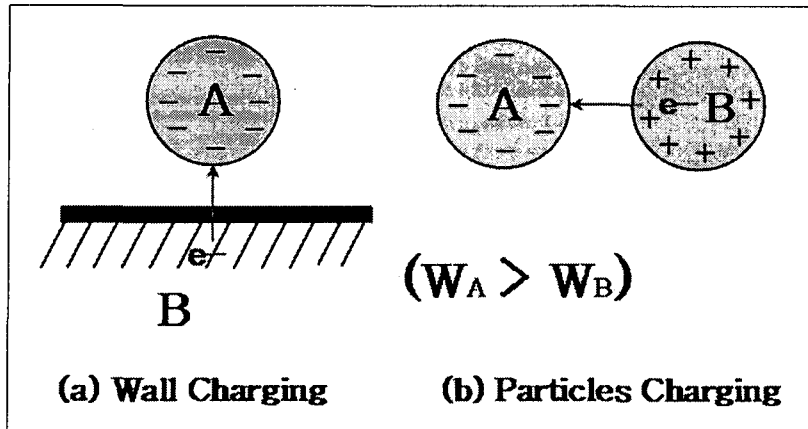 A
e−
B
(a) Wall Charging
A
e− B
(WA > WB)
(b) Particles Charging